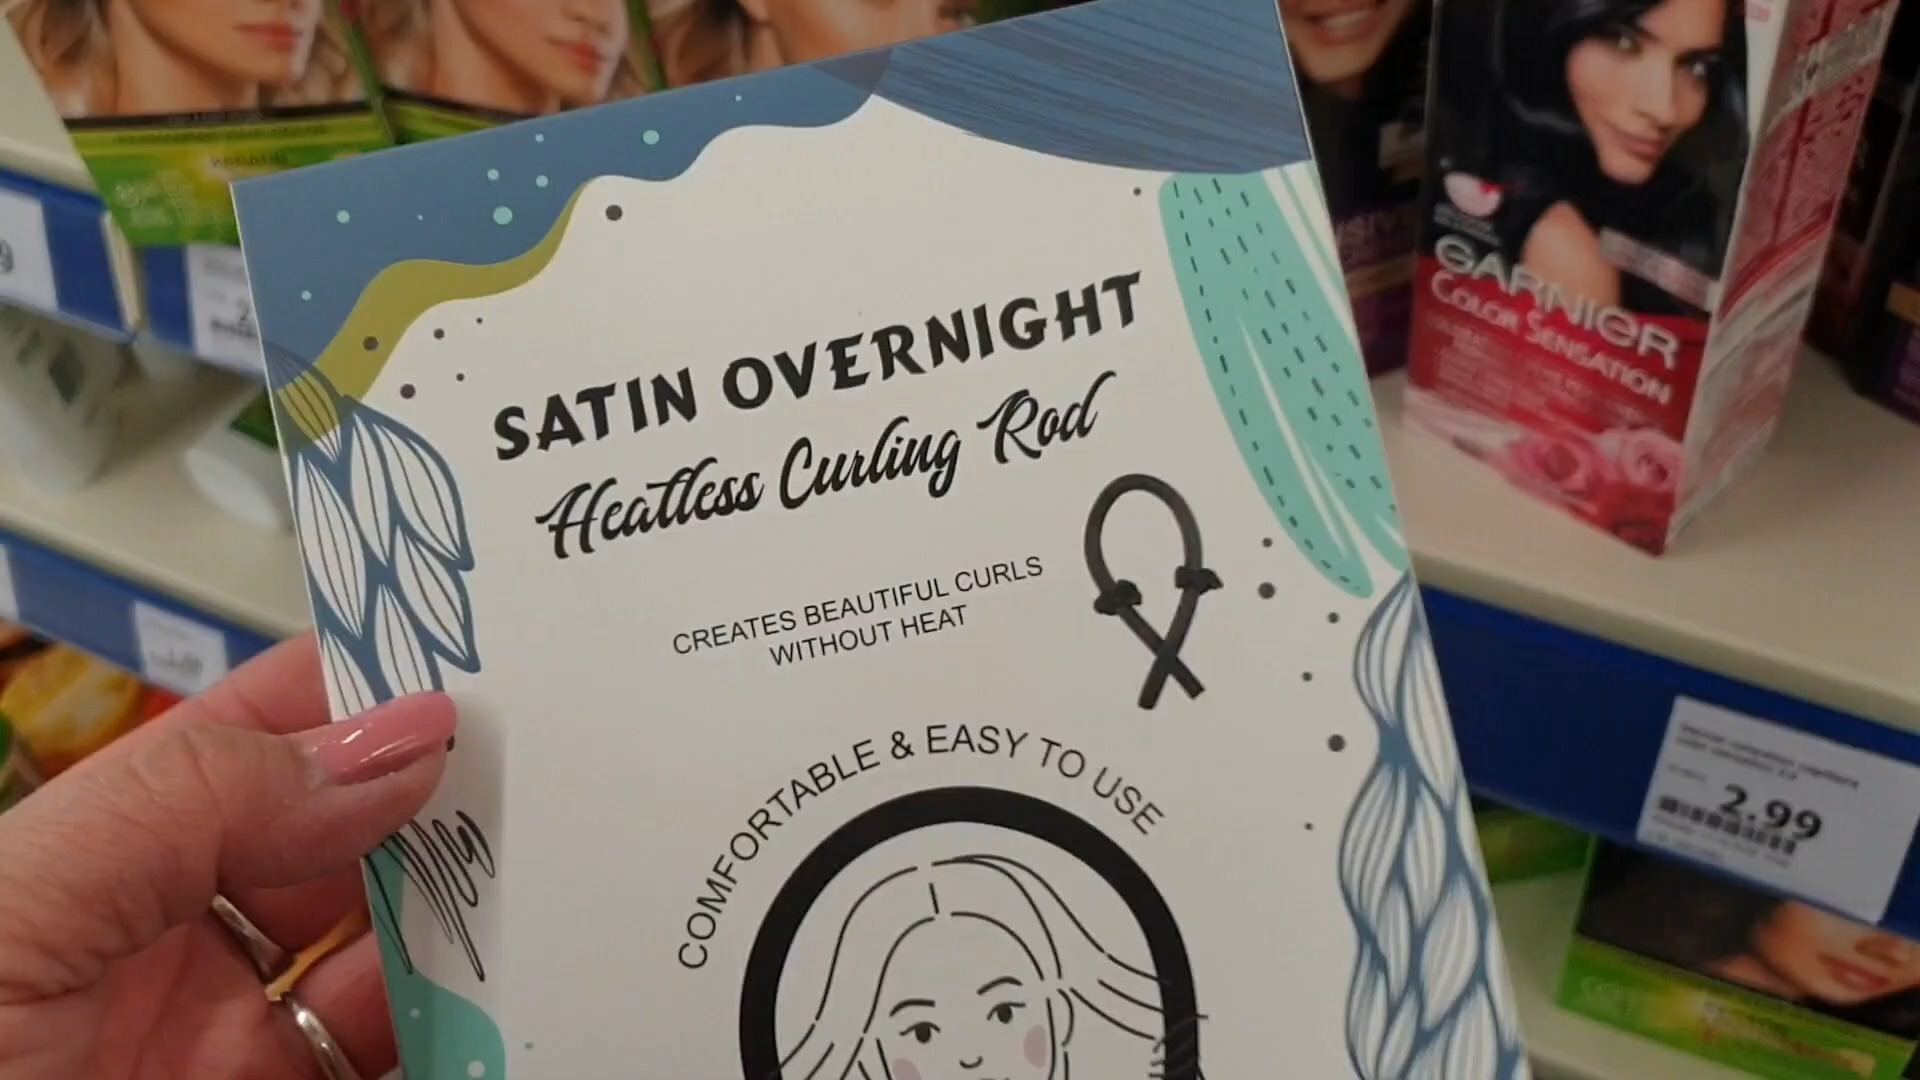 SATIN OVERNIGHT
Heatless Curling Rod
CREATES BEAUTIFUL CURLS
WITHOUT HEAT
COMFORTABLE & EASY TO USE
GARNIER
COLOR SENSATION
2.99